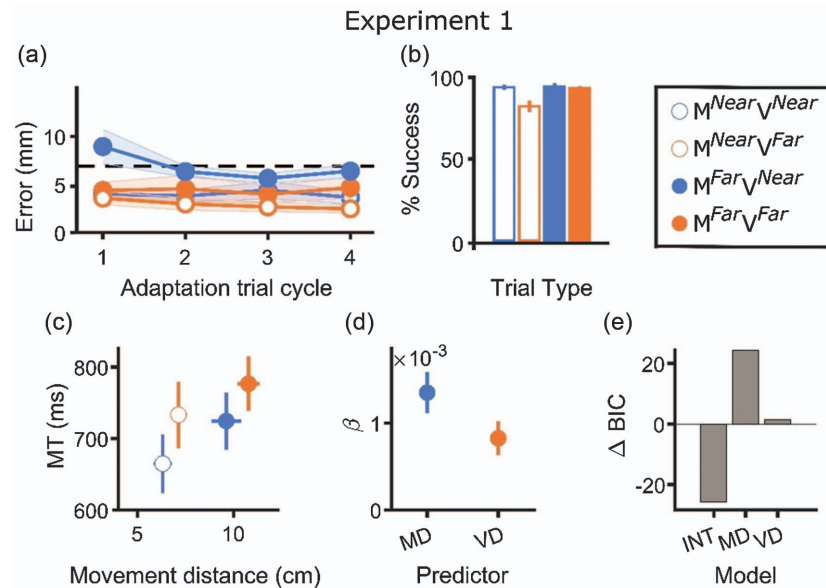 Experiment 1
(a)
Error (mm)
10
5
0
1 2 3 4
Adaptation trial cycle
(b)
% Success
100
50
0
Trial Type
M^Near V^Near
M^Near V^Far
M^Far V^Near
M^Far V^Far
(c)
MT (ms)
800
700
600
5 10
Movement distance (cm)
(d)
×10^-3
β
1
0
MD VD
Predictor
(e)
Δ BIC
20
0
-20
INT MD VD
Model